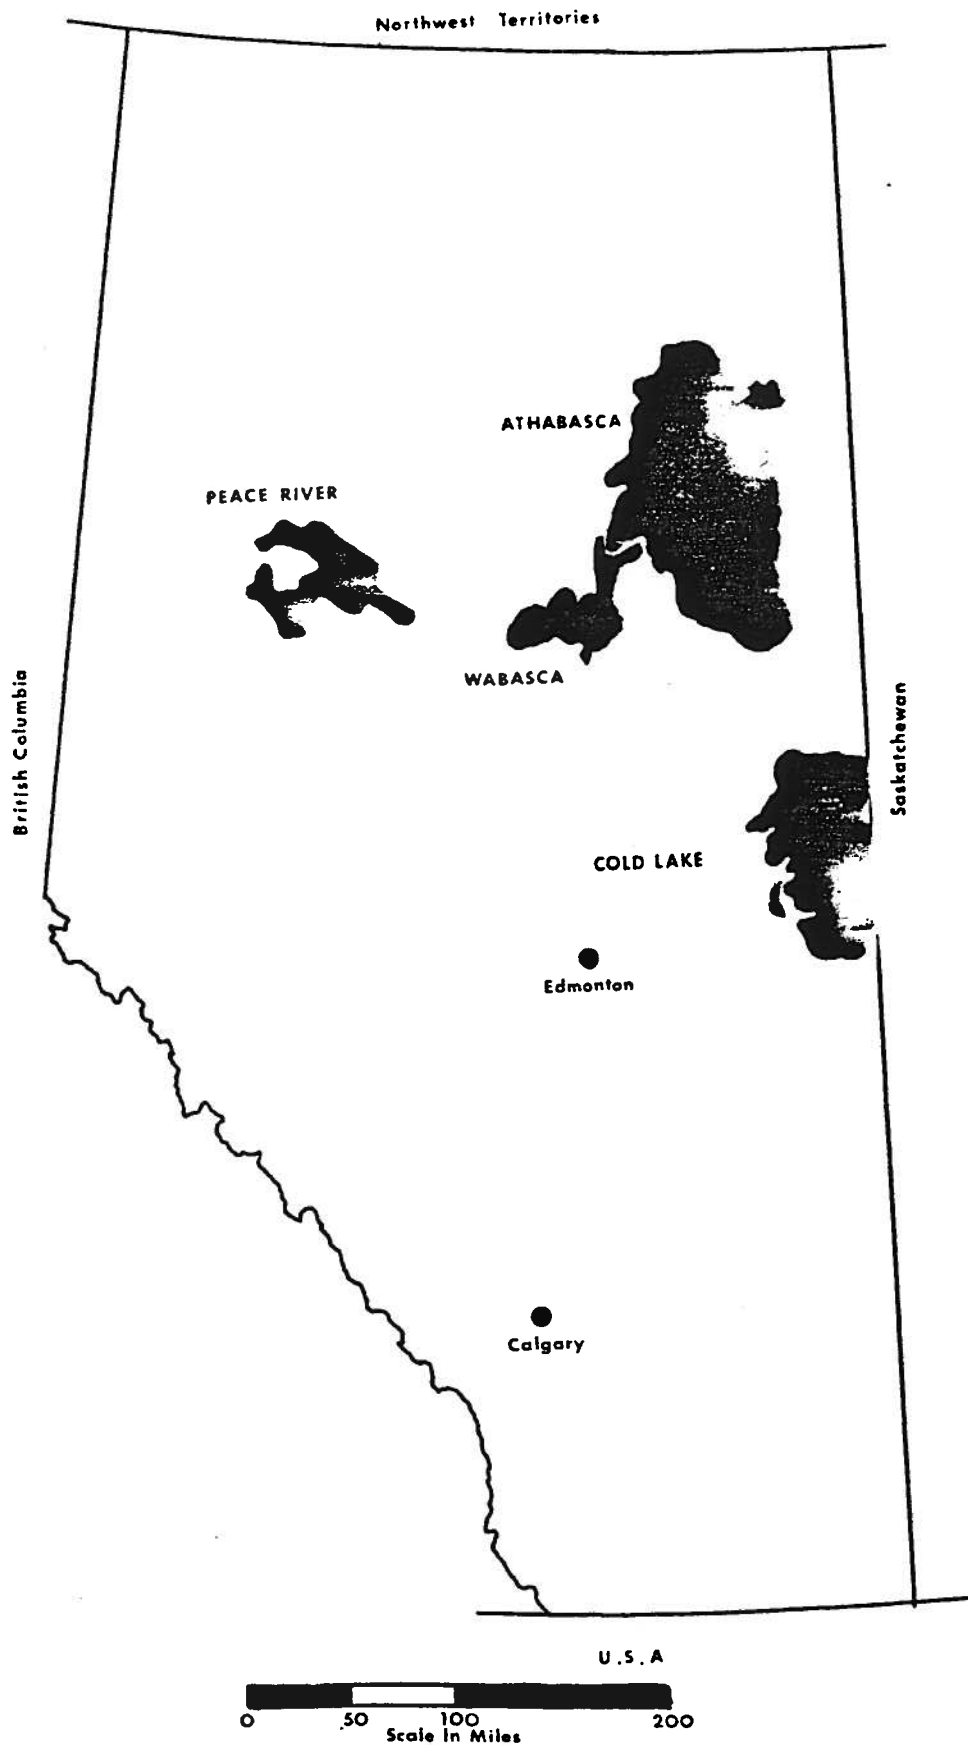 Northwest Territories
ATHABASCA
PEACE RIVER
WABASCA
British Columbia
Saskatchewan
COLD LAKE
Edmonton
Calgary
U.S.A
0 50 100 200
Scale In Miles